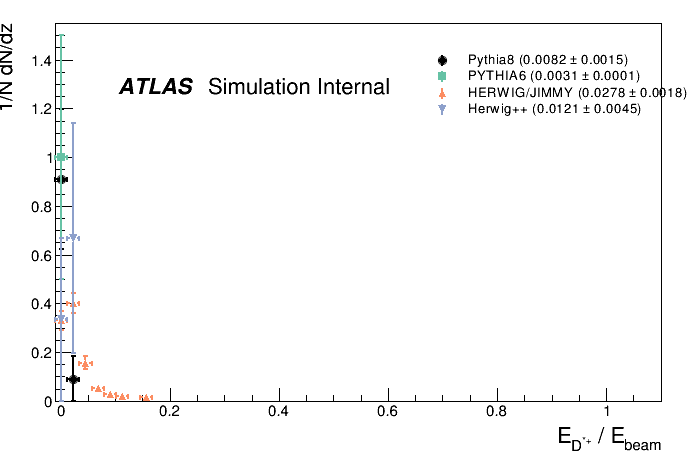 1/N dN/dz
ATLAS Simulation Internal
Pythia8 (0.0082 ± 0.0015)
PYTHIA6 (0.0031 ± 0.0001)
HERWIG/JIMMY (0.0278 ± 0.0018)
Herwig++ (0.0121 ± 0.0045)
1.4
1.2
1
0.8
0.6
0.4
0.2
0
0 0.2 0.4 0.6 0.8 1
E_D*+ / E_beam